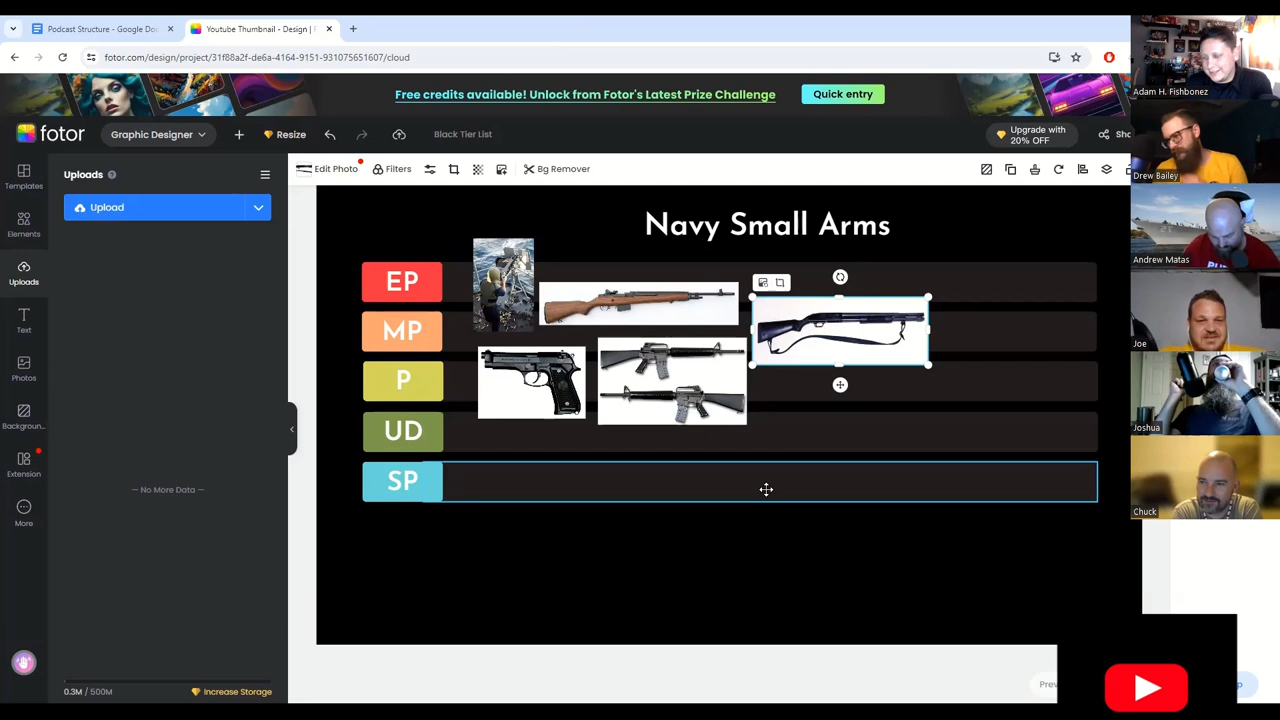 Podcast Structure - Google Do
Youtube Thumbnail - Design |
fotor.com/design/project/31f88a2f-de6a-4164-9151-931075651607/cloud
Free credits available! Unlock from Fotor's Latest Prize Challenge
Quick entry
fotor
Graphic Designer
Resize
Black Tier List
Upgrade with
20% OFF
Sha
Templates
Elements
Uploads
Text
Photos
Backgroun..
Extension
More
Uploads
Upload
— No More Data —
0.3M / 500M
Increase Storage
Edit Photo
Filters
Bg Remover
Navy Small Arms
EP
MP
P
UD
SP
Prev
Adam H. Fishbonez
Drew Bailey
Andrew Matas
Joe
Joshua
Chuck